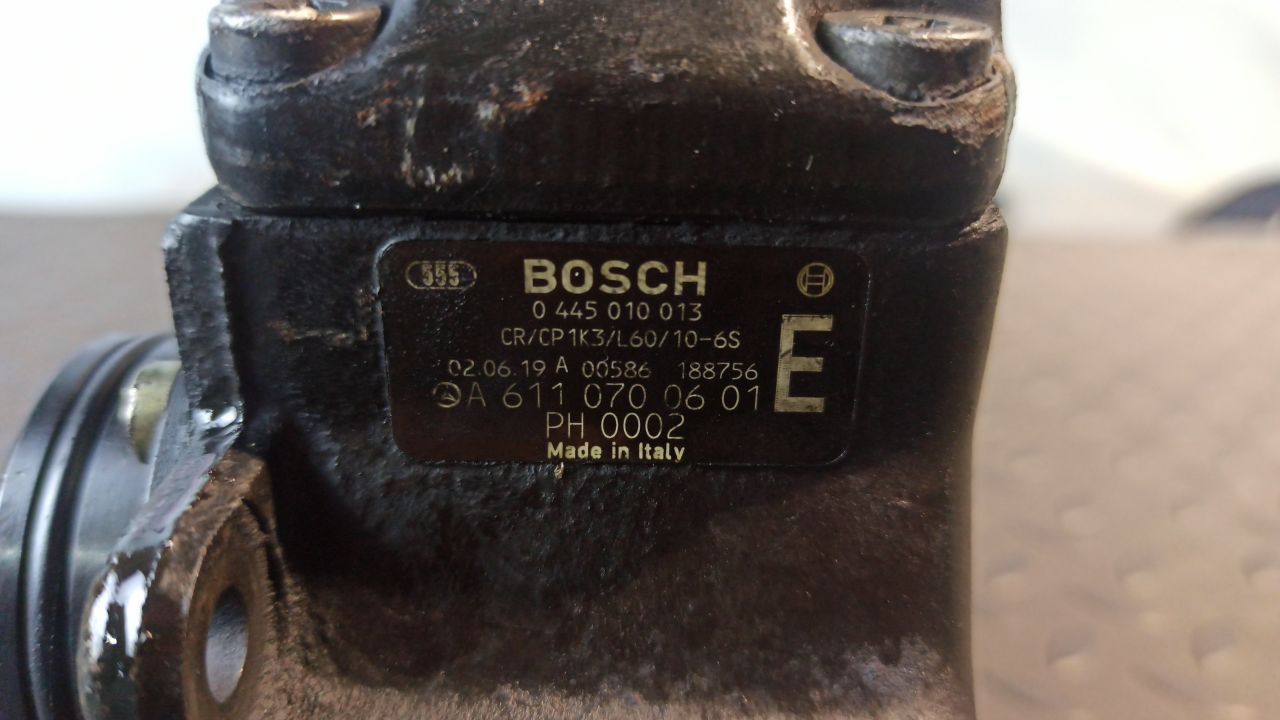 555 BOSCH
0 445 010 013
CR/CP1K3/L60/10-6S
02.06.19 A 00586 188756
A 611 070 06 01
E
PH 0002
Made in Italy